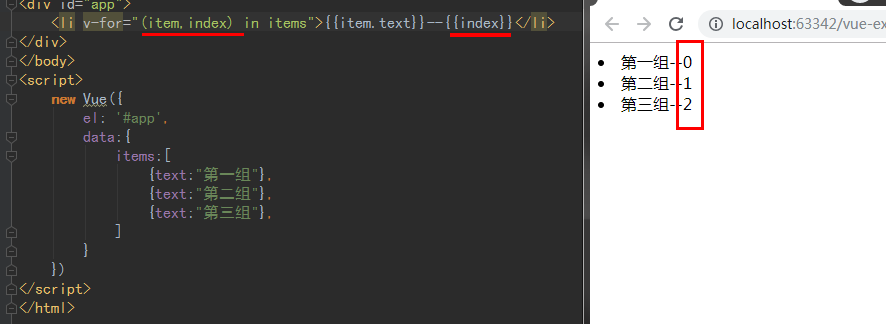 <div id="app">
    <li v-for="(item,index) in items">{{item.text}}--{{index}}</li>
</div>
</body>
<script>
    new Vue({
        el: '#app',
        data:{
            items:[
                {text:"第一组"},
                {text:"第二组"},
                {text:"第三组"},
            ]
        }
    })
</script>
</html>
localhost:63342/vue-ex
第一组--0
第二组--1
第三组--2